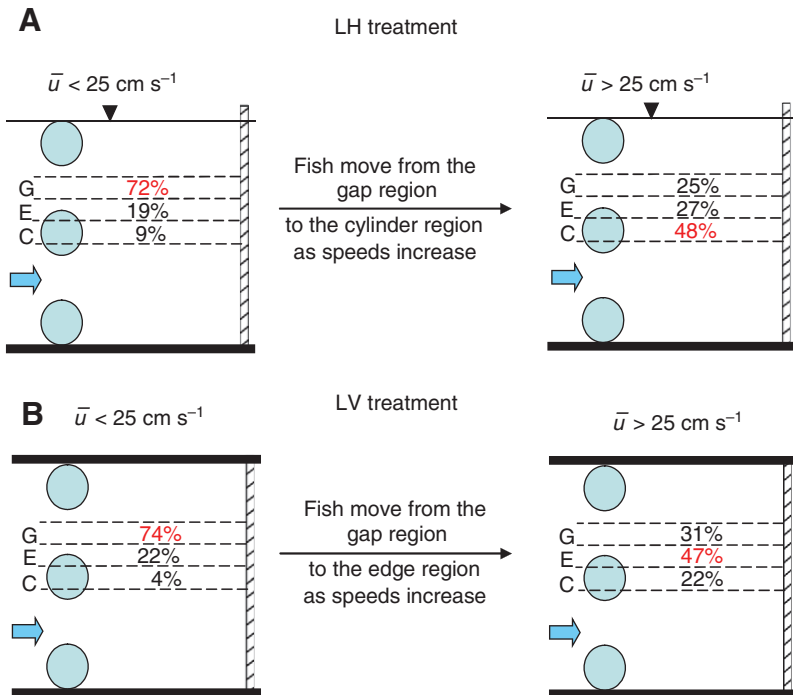 A
LH treatment
u̅ < 25 cm s⁻¹
u̅ > 25 cm s⁻¹
G 72%
E 19%
C 9%
Fish move from the
gap region
to the cylinder region
as speeds increase
G 25%
E 27%
C 48%
B
LV treatment
u̅ < 25 cm s⁻¹
u̅ > 25 cm s⁻¹
G 74%
E 22%
C 4%
Fish move from the
gap region
to the edge region
as speeds increase
G 31%
E 47%
C 22%